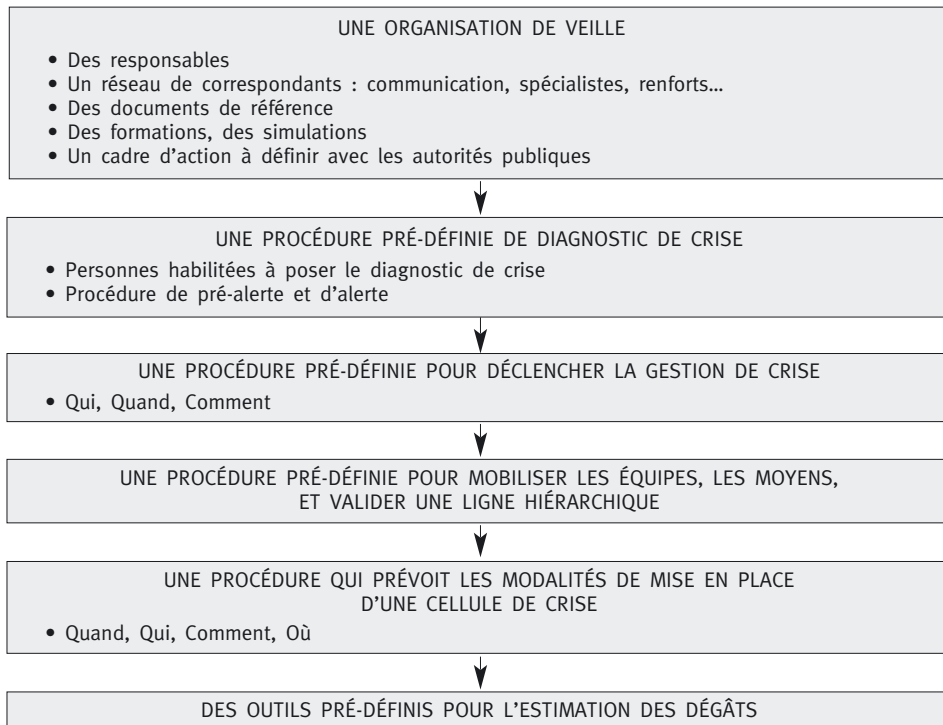 UNE ORGANISATION DE VEILLE
• Des responsables
• Un réseau de correspondants : communication, spécialistes, renforts...
• Des documents de référence
• Des formations, des simulations
• Un cadre d'action à définir avec les autorités publiques
UNE PROCÉDURE PRÉ-DÉFINIE DE DIAGNOSTIC DE CRISE
• Personnes habilitées à poser le diagnostic de crise
• Procédure de pré-alerte et d'alerte
UNE PROCÉDURE PRÉ-DÉFINIE POUR DÉCLENCHER LA GESTION DE CRISE
• Qui, Quand, Comment
UNE PROCÉDURE PRÉ-DÉFINIE POUR MOBILISER LES ÉQUIPES, LES MOYENS,
ET VALIDER UNE LIGNE HIÉRARCHIQUE
UNE PROCÉDURE QUI PRÉVOIT LES MODALITÉS DE MISE EN PLACE
D'UNE CELLULE DE CRISE
• Quand, Qui, Comment, Où
DES OUTILS PRÉ-DÉFINIS POUR L'ESTIMATION DES DÉGÂTS